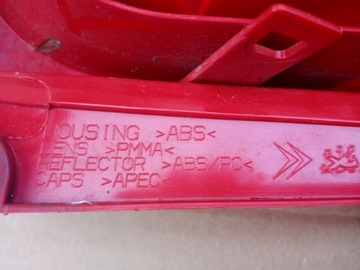 HOUSING >ABS<
LENS >PMMA<
REFLECTOR >ABS/PC<
CAPS >APEC<